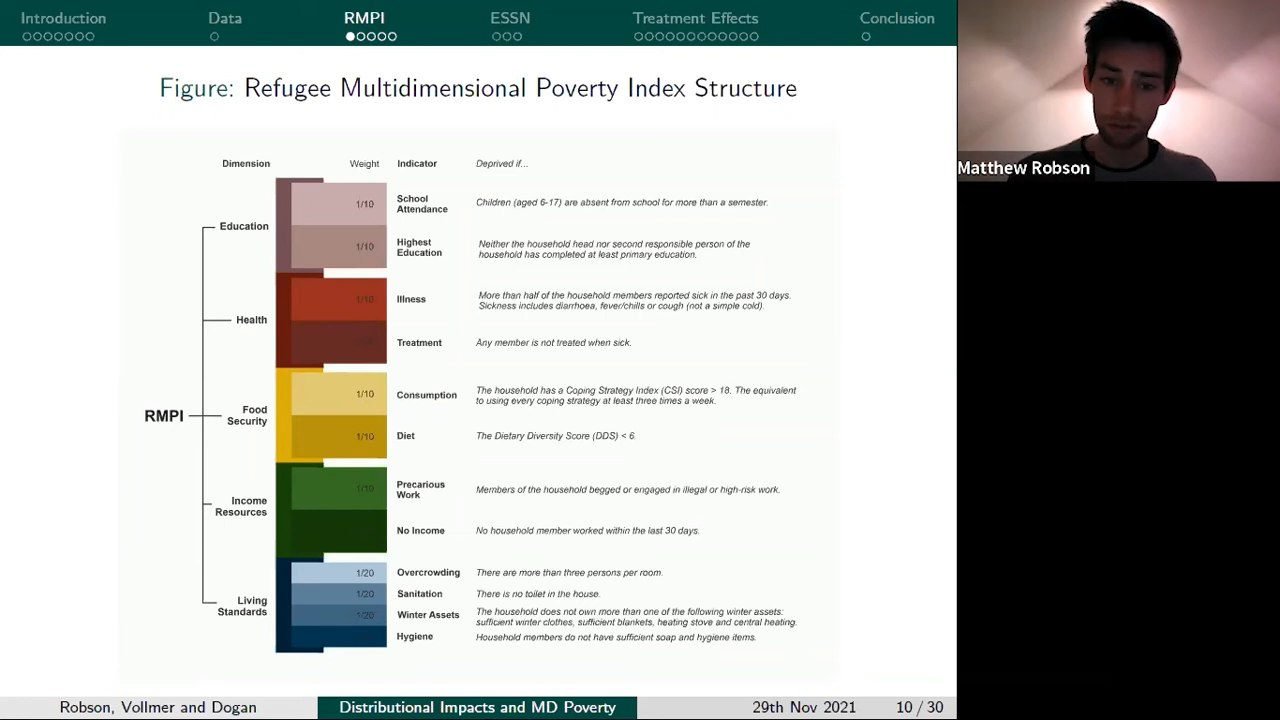 Introduction Data RMPI ESSN Treatment Effects Conclusion
Figure: Refugee Multidimensional Poverty Index Structure
Matthew Robson
Dimension Weight Indicator Deprived if...
Education
1/10 School Attendance Children (aged 6-17) are absent from school for more than a semester.
1/10 Highest Education Neither the household head nor second responsible person of the
household has completed at least primary education.
Health
1/10 Illness More than half of the household members reported sick in the past 30 days.
Sickness includes diarrhoea, fever/chills or cough (not a simple cold).
Treatment Any member is not treated when sick.
RMPI
Food Security
1/10 Consumption The household has a Coping Strategy Index (CSI) score > 18. The equivalent
to using every coping strategy at least three times a week.
1/10 Diet The Dietary Diversity Score (DDS) < 6.
Income Resources
1/10 Precarious Work Members of the household begged or engaged in illegal or high-risk work.
No Income No household member worked within the last 30 days.
Living Standards
1/20 Overcrowding There are more than three persons per room.
1/20 Sanitation There is no toilet in the house.
1/20 Winter Assets The household does not own more than one of the following winter assets:
sufficient winter clothes, sufficient blankets, heating stove and central heating.
Hygiene Household members do not have sufficient soap and hygiene items.
Robson, Vollmer and Dogan Distributional Impacts and MD Poverty 29th Nov 2021 10 / 30